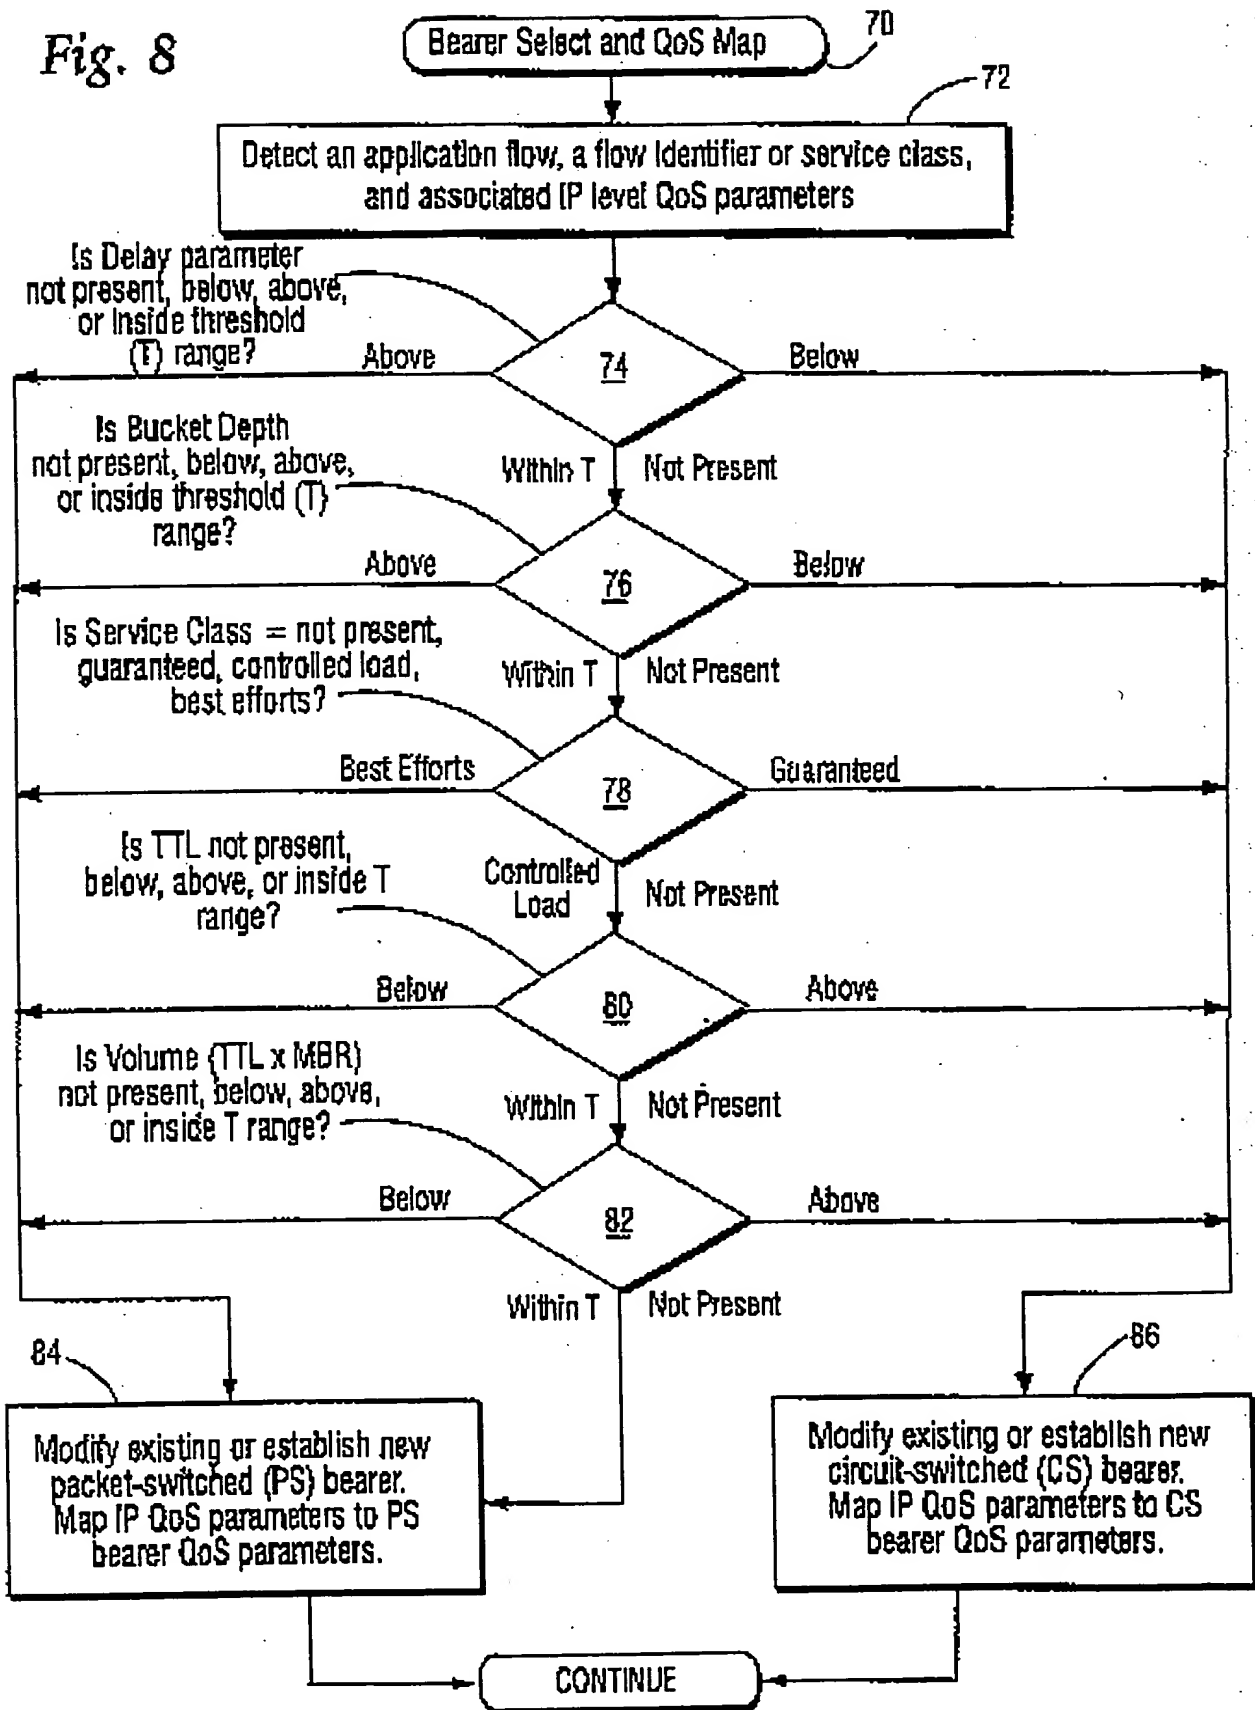 Fig. 8
Bearer Select and QoS Map
70
72
Detect an application flow, a flow identifier or service class,
and associated IP level QoS parameters
Is Delay parameter
not present, below, above,
or inside threshold
(T) range?
Above
74
Below
Within T
Not Present
Is Bucket Depth
not present, below, above,
or inside threshold (T)
range?
Above
76
Below
Within T
Not Present
Is Service Class = not present,
guaranteed, controlled load,
best efforts?
Best Efforts
78
Guaranteed
Controlled
Load
Not Present
Is TTL not present,
below, above, or inside T
range?
Below
80
Above
Within T
Not Present
Is Volume (TTL x MBR)
not present, below, above,
or inside T range?
Below
82
Above
Within T
Not Present
84
Modify existing or establish new
packet-switched (PS) bearer.
Map IP QoS parameters to PS
bearer QoS parameters.
86
Modify existing or establish new
circuit-switched (CS) bearer.
Map IP QoS parameters to CS
bearer QoS parameters.
CONTINUE